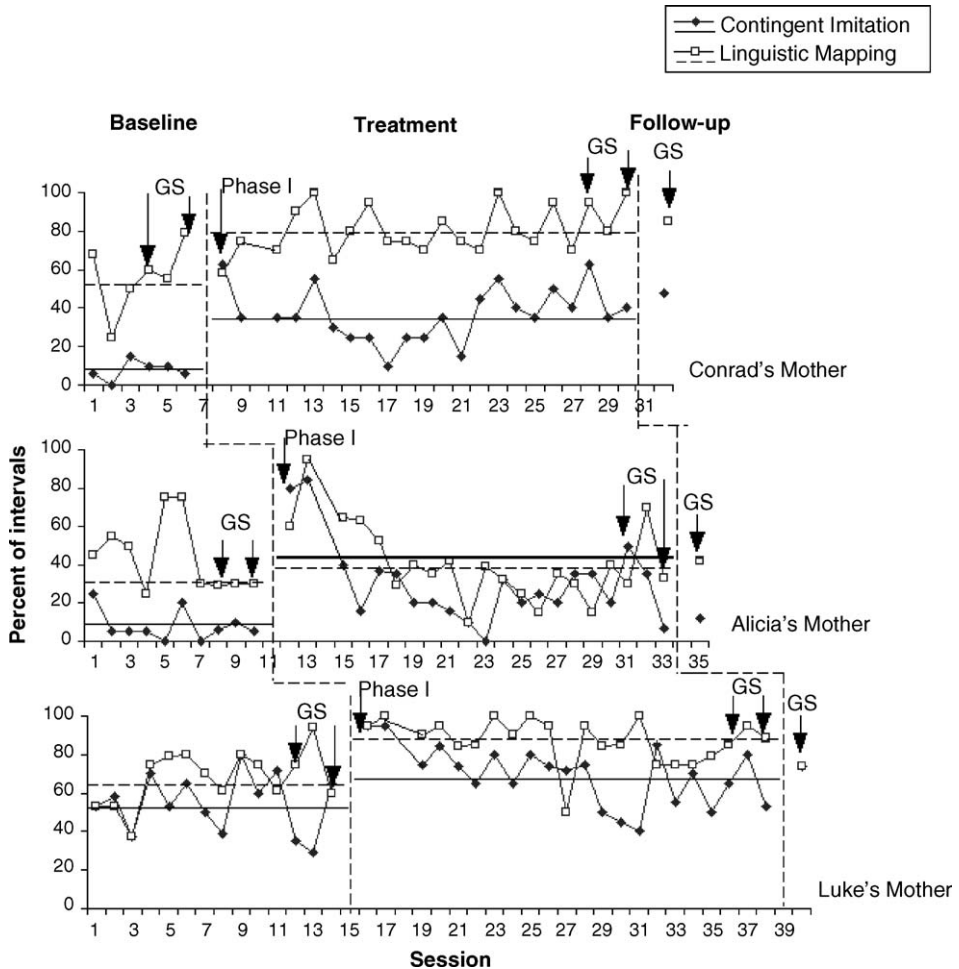 Contingent Imitation
Linguistic Mapping
Baseline Treatment Follow-up
GS GS GS
Phase I
100
80
60
40
20
0
1 3 5 7 9 11 13 15 17 19 21 23 25 27 29 31
Conrad's Mother
Percent of intervals
Phase I
GS GS GS
100
80
60
40
20
0
1 3 5 7 9 11 13 15 17 19 21 23 25 27 29 31 33 35
Alicia's Mother
Phase I
GS GS GS
100
80
60
40
20
0
1 3 5 7 9 11 13 15 17 19 21 23 25 27 29 31 33 35 37 39
Luke's Mother
Session